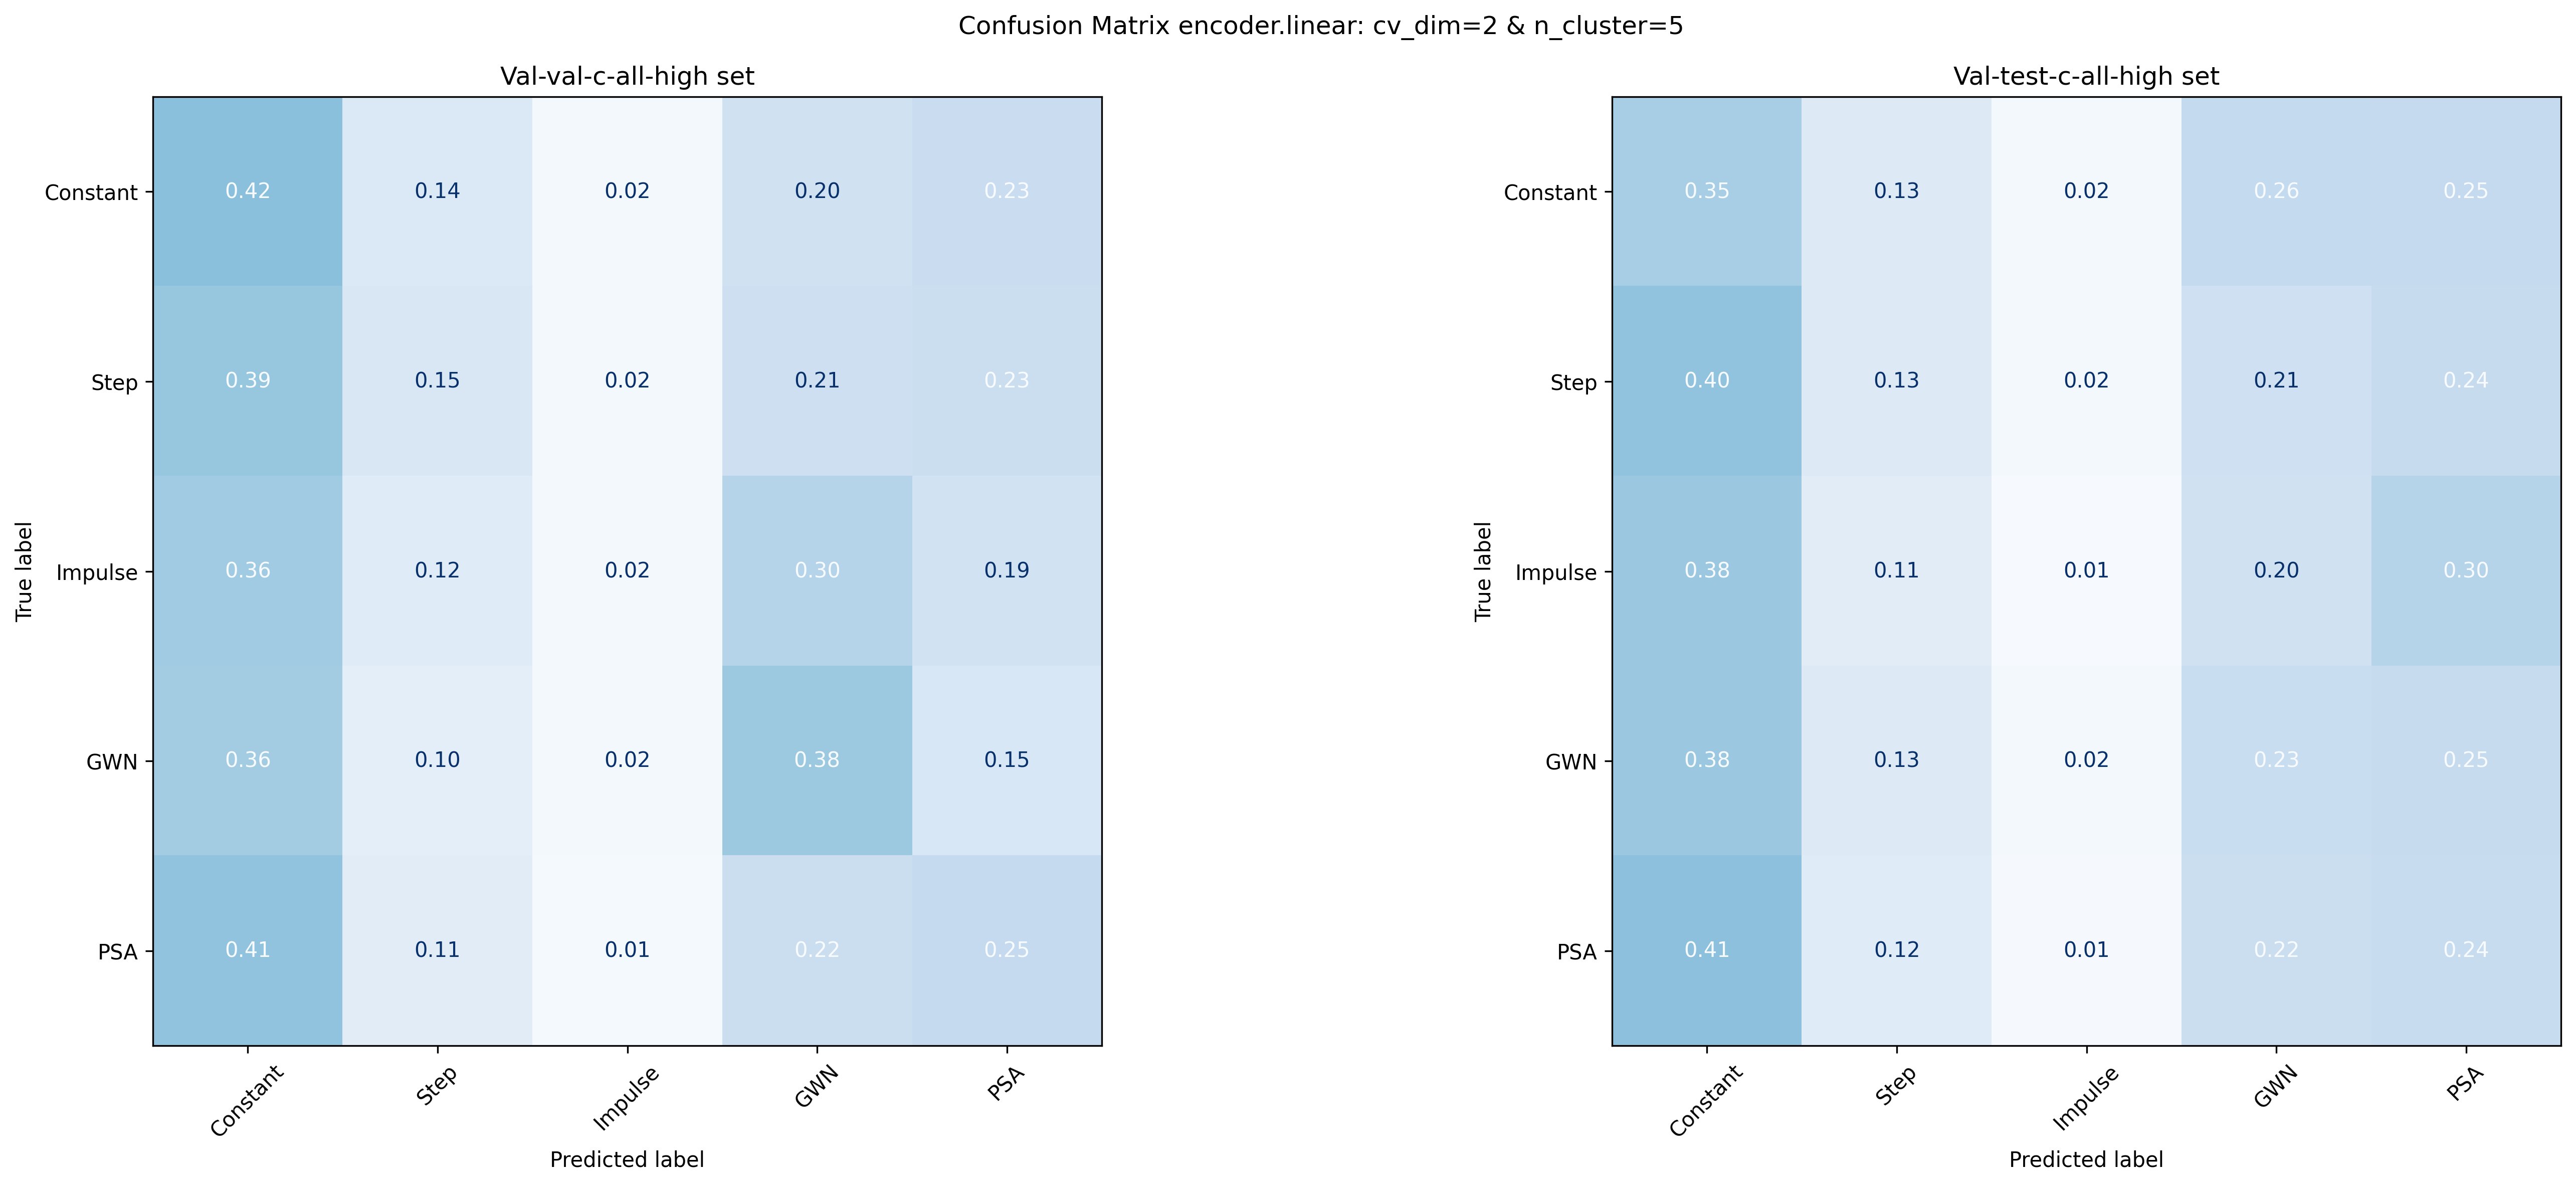 Confusion Matrix encoder.linear: cv_dim=2 & n_cluster=5
Val-val-c-all-high set
True label
Constant 0.42 0.14 0.02 0.20 0.23
Step 0.39 0.15 0.02 0.21 0.23
Impulse 0.36 0.12 0.02 0.30 0.19
GWN 0.36 0.10 0.02 0.38 0.15
PSA 0.41 0.11 0.01 0.22 0.25
Constant Step Impulse GWN PSA
Predicted label
Val-test-c-all-high set
True label
Constant 0.35 0.13 0.02 0.26 0.25
Step 0.40 0.13 0.02 0.21 0.24
Impulse 0.38 0.11 0.01 0.20 0.30
GWN 0.38 0.13 0.02 0.23 0.25
PSA 0.41 0.12 0.01 0.22 0.24
Constant Step Impulse GWN PSA
Predicted label